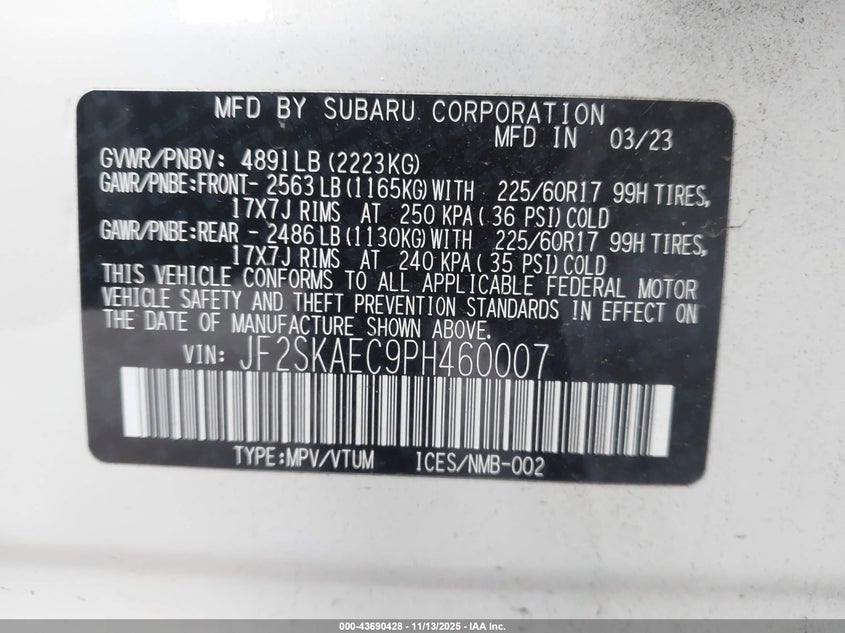 MFD BY SUBARU CORPORATION
MFD IN 03/23
GVWR/PNBV: 4891LB (2223KG)
GAWR/PNBE:FRONT- 2563LB (1165KG)WITH 225/60R17 99H TIRES,
17X7J RIMS AT 250 KPA( 36 PSI)COLD
GAWR/PNBE:REAR - 2486LB (1130KG)WITH 225/60R17 99H TIRES,
17X7J RIMS AT 240 KPA( 35 PSI)COLD
THIS VEHICLE CONFORMS TO ALL APPLICABLE FEDERAL MOTOR
VEHICLE SAFETY AND THEFT PREVENTION STANDARDS IN EFFECT ON
THE DATE OF MANUFACTURE SHOWN ABOVE.
VIN: JF2SKAEC9PH460007
TYPE:MPV/VTUM ICES/NMB-002
000-43690428 - 11/13/2025 - IAA Inc.